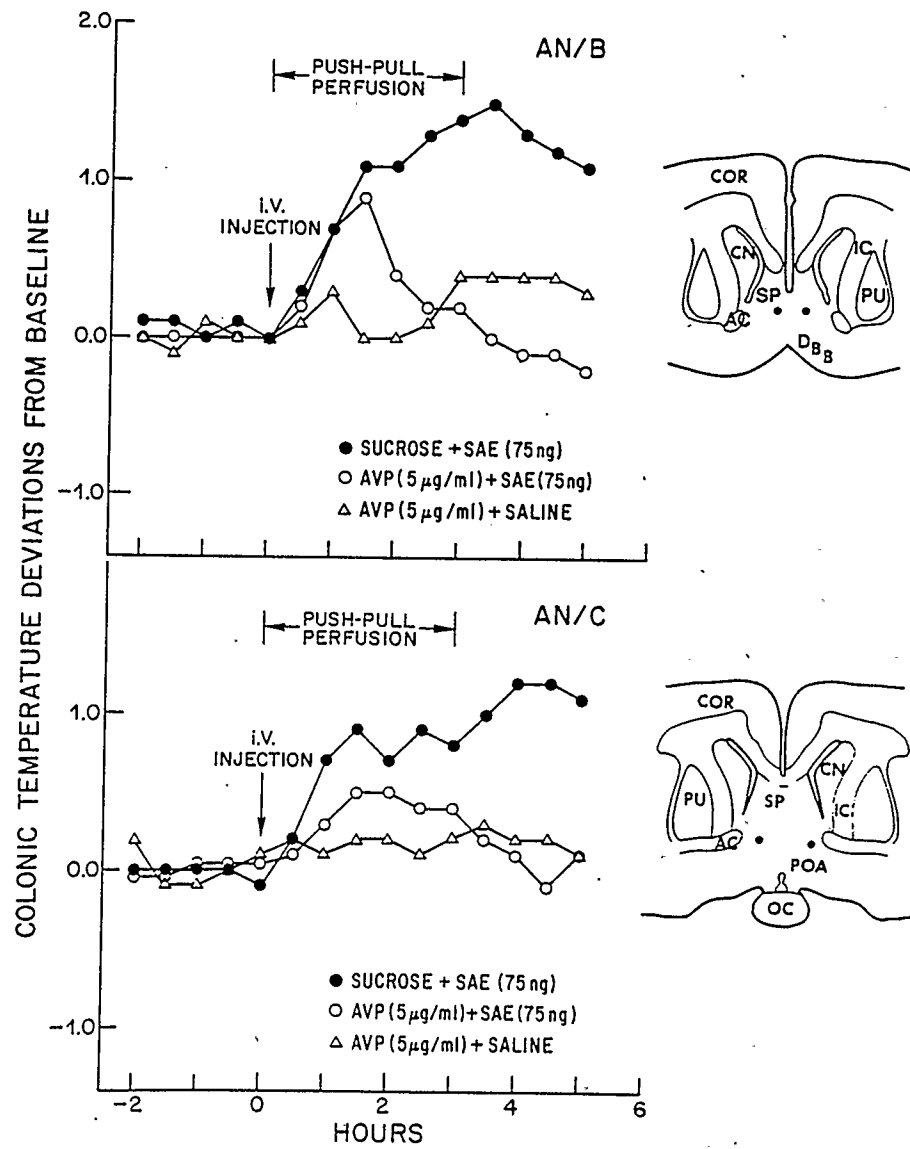 COLONIC TEMPERATURE DEVIATIONS FROM BASELINE
2.0
1.0
0.0
-1.0
AN/B
PUSH-PULL
PERFUSION
i.V.
INJECTION
SUCROSE + SAE (75ng)
AVP (5µg/ml) + SAE (75ng)
AVP (5µg/ml) + SALINE
COR
CN
IC
SP
PU
AC
DBB
1.0
0.0
-1.0
AN/C
PUSH-PULL
PERFUSION
i.V.
INJECTION
SUCROSE + SAE (75ng)
AVP (5µg/ml) + SAE (75ng)
AVP (5µg/ml) + SALINE
COR
CN
SP
PU
IC
AC
POA
OC
-2 0 2 4 6
HOURS